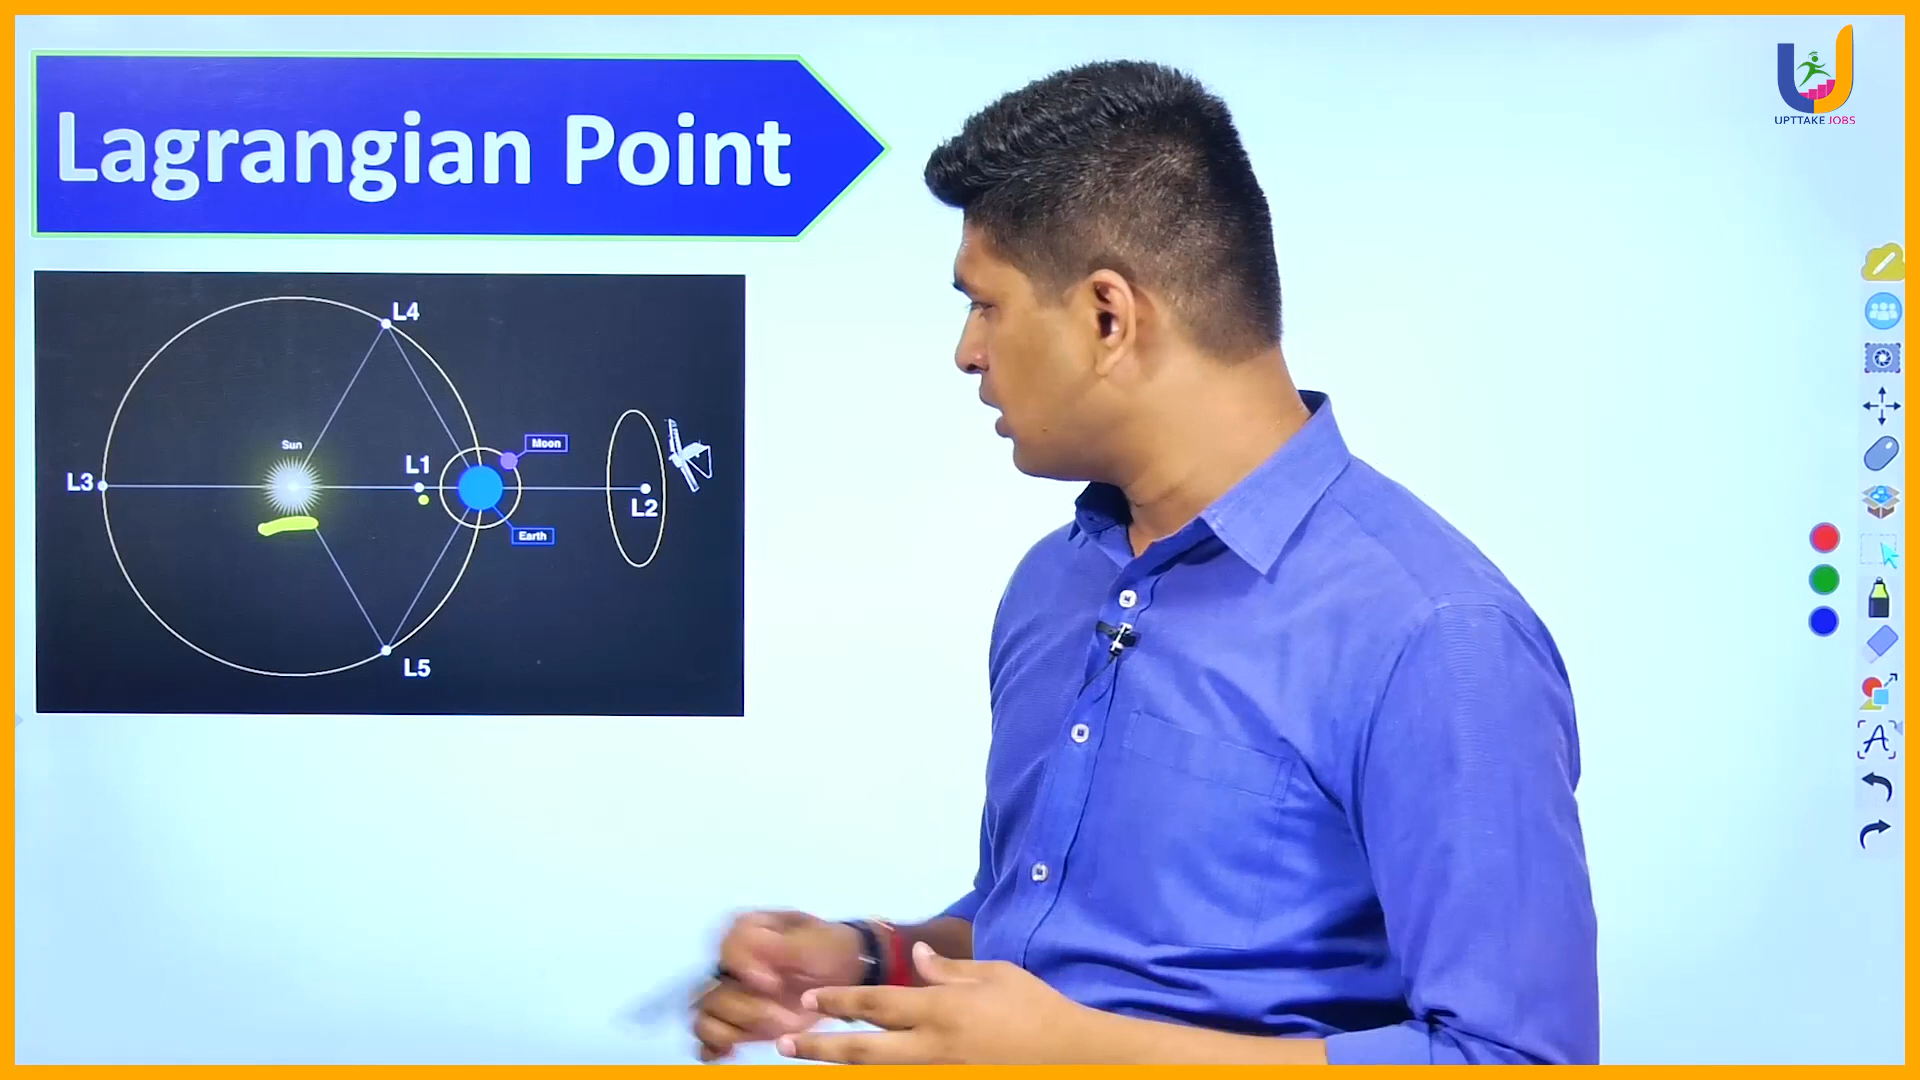 Lagrangian Point
UPTTAKE JOBS
L4
Sun
Moon
L1
L3
L2
Earth
L5